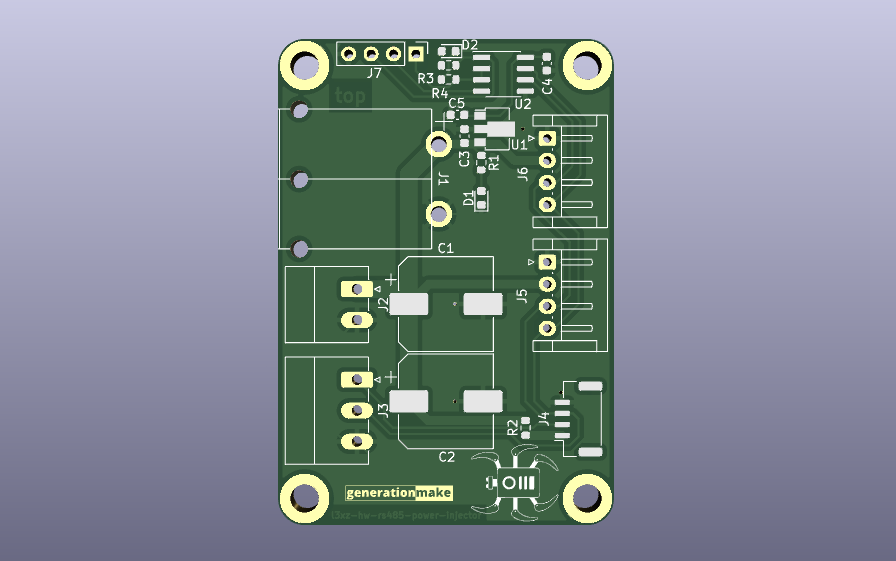 D2
J7
R3
R4
C4
top
C5
U2
C3
U1
R1
J6
J1
D1
C1
J5
J2
J3
R2
J4
C2
generationmake
l3xz-hw-rs485-power-injector